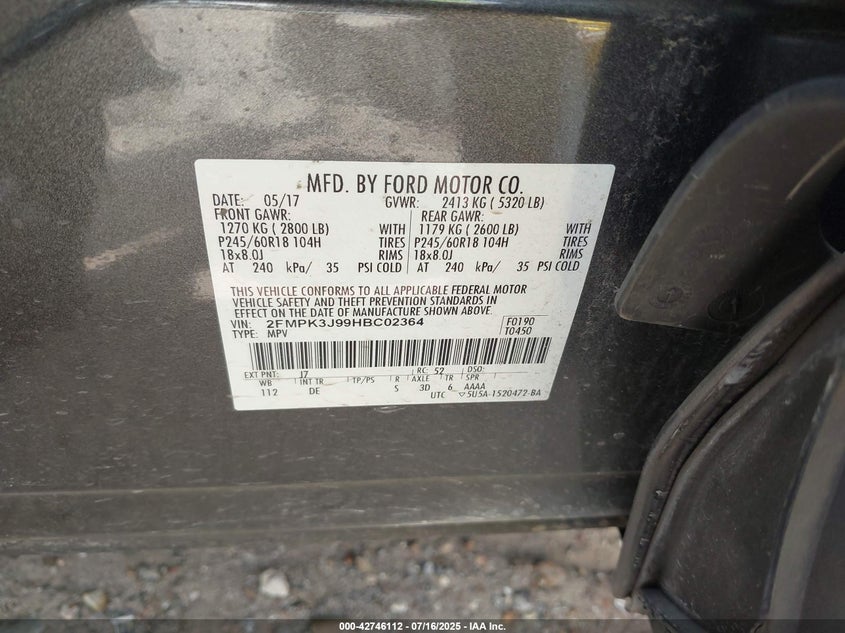 MFD. BY FORD MOTOR CO.
DATE: 05/17 GVWR: 2413 KG ( 5320 LB)
FRONT GAWR: REAR GAWR:
1270 KG ( 2800 LB) WITH 1179 KG ( 2600 LB) WITH
P245/60R18 104H TIRES P245/60R18 104H TIRES
18x8.0J RIMS 18x8.0J RIMS
AT 240 kPa/ 35 PSI COLD AT 240 kPa/ 35 PSI COLD
THIS VEHICLE CONFORMS TO ALL APPLICABLE FEDERAL MOTOR
VEHICLE SAFETY AND THEFT PREVENTION STANDARDS IN
EFFECT ON THE DATE OF MANUFACTURE SHOWN ABOVE.
VIN: 2FMPK3J99HBC02364 F0190
TYPE: MPV T0450
EXT PNT: J7 RC: 52 DSO:
WB INT TR TP/PS R AXLE TR SPR
112 DE S 3D 6 AAAA
UTC ▽5U5A-1520472-BA
000-42746112 - 07/16/2025 - IAA Inc.